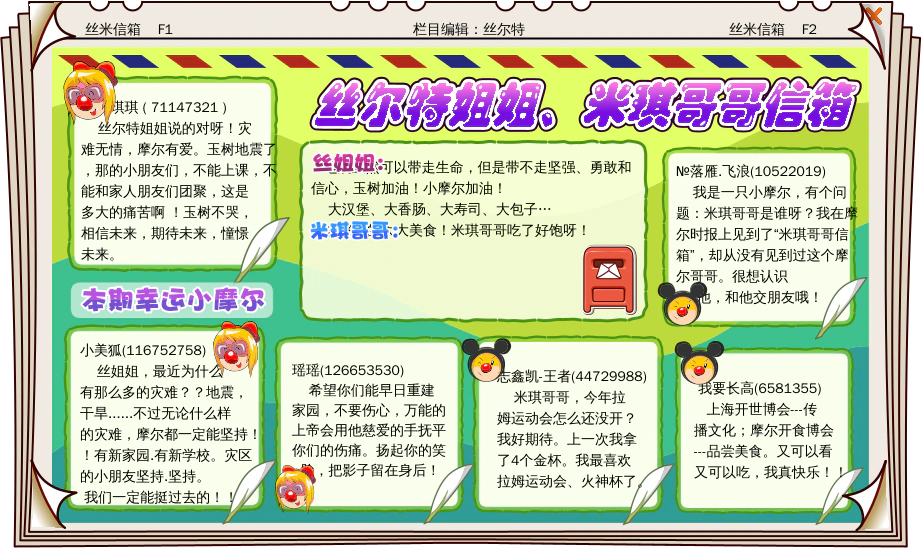 丝米信箱 F1
栏目编辑：丝尔特
丝米信箱 F2
丝尔特姐姐、米琪哥哥信箱
琪琪 ( 71147321 )
丝尔特姐姐说的对呀！灾
难无情，摩尔有爱。玉树地震了
，那的小朋友们，不能上课，不
能和家人朋友们团聚，这是
多大的痛苦啊 ！玉树不哭，
相信未来，期待未来，憧憬
未来。
丝姐姐:
可以带走生命，但是带不走坚强、勇敢和
信心，玉树加油！小摩尔加油！
大汉堡、大香肠、大寿司、大包子…
米琪哥哥:
大美食！米琪哥哥吃了好饱呀！
№落雁.飞浪(10522019)
我是一只小摩尔，有个问
题：米琪哥哥是谁呀？我在摩
尔时报上见到了“米琪哥哥信
箱”，却从没有见到过这个摩
尔哥哥。很想认识
他，和他交朋友哦！
本期幸运小摩尔
小美狐(116752758)
丝姐姐，最近为什么
有那么多的灾难？？地震，
干旱......不过无论什么样
的灾难，摩尔都一定能坚持！
！有新家园.有新学校。灾区
的小朋友坚持.坚持。
我们一定能挺过去的！！
瑶瑶(126653530)
希望你们能早日重建
家园，不要伤心，万能的
上帝会用他慈爱的手抚平
你们的伤痛。扬起你的笑
，把影子留在身后！
志鑫凯-王者(44729988)
米琪哥哥，今年拉
姆运动会怎么还没开？
我好期待。上一次我拿
了4个金杯。我最喜欢
拉姆运动会、火神杯了。
我要长高(6581355)
上海开世博会---传
播文化；摩尔开食博会
---品尝美食。又可以看
又可以吃，我真快乐！！